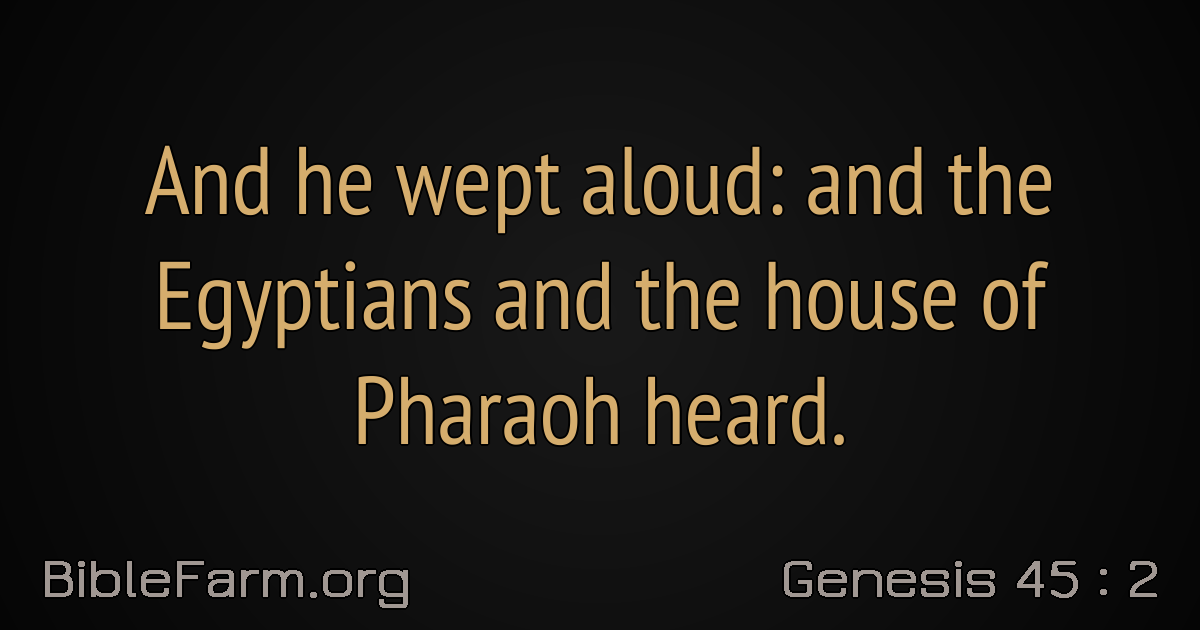 And he wept aloud: and the
Egyptians and the house of
Pharaoh heard.
BibleFarm.org
Genesis 45 : 2